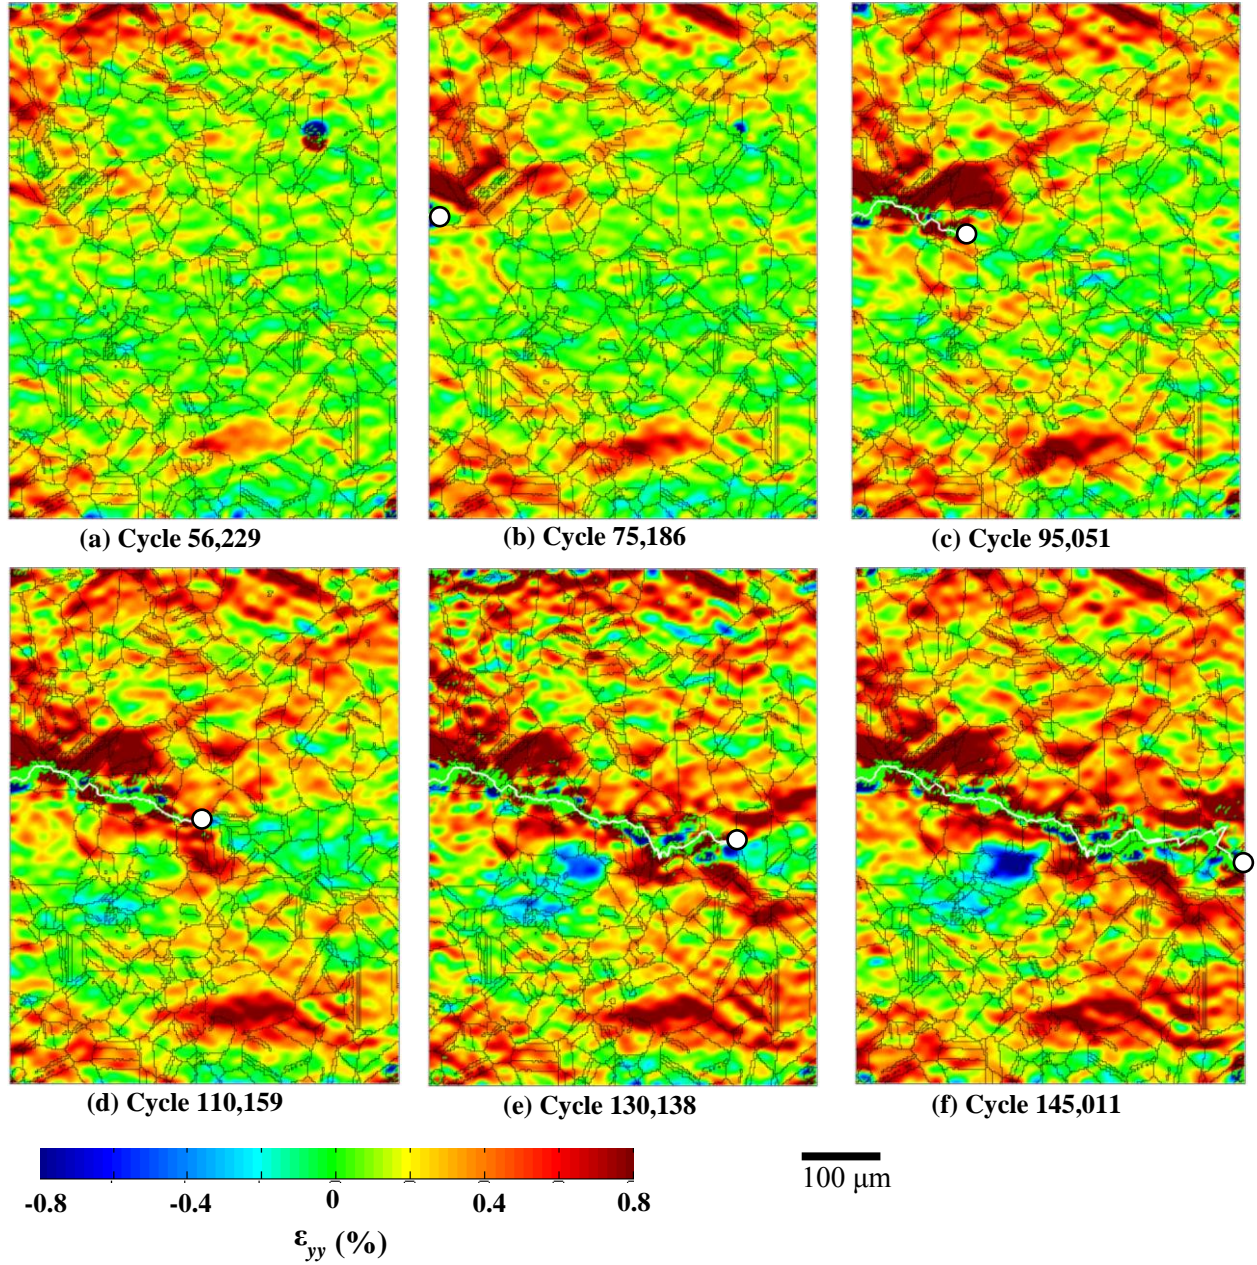 (a) Cycle 56,229
(b) Cycle 75,186
(c) Cycle 95,051
(d) Cycle 110,159
(e) Cycle 130,138
(f) Cycle 145,011
-0.8 -0.4 0 0.4 0.8
εyy (%)
100 μm